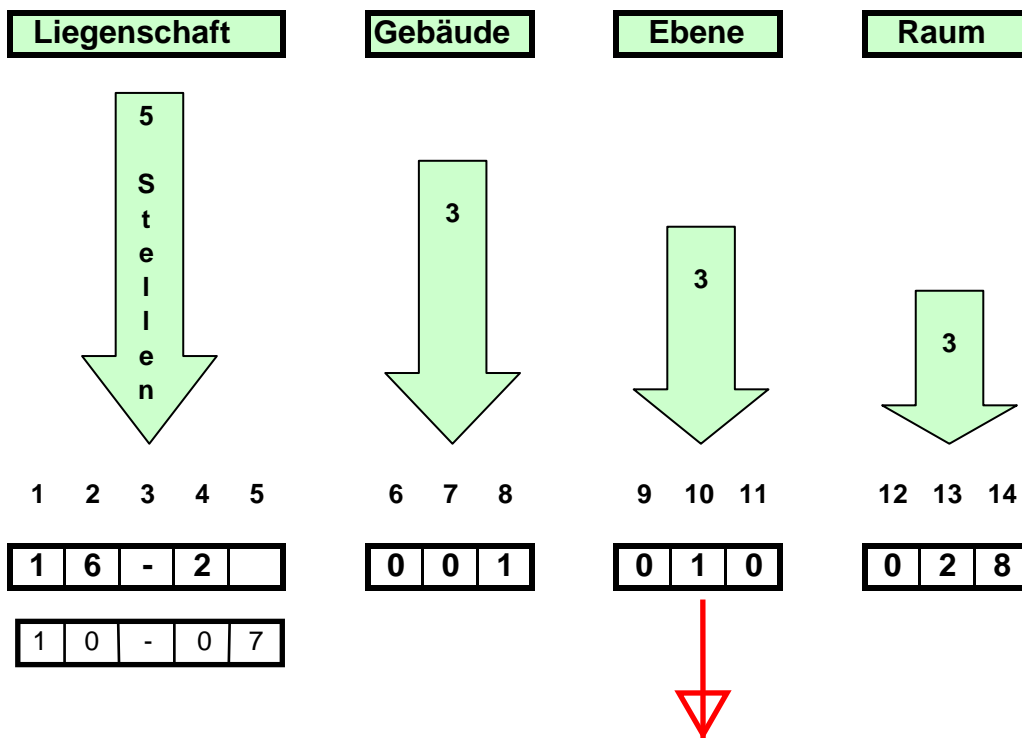 Liegenschaft Gebäude Ebene Raum
5 Stellen 3 3 3
1 2 3 4 5 6 7 8 9 10 11 12 13 14
1 6 - 2 0 0 1 0 1 0 0 2 8
1 0 - 0 7